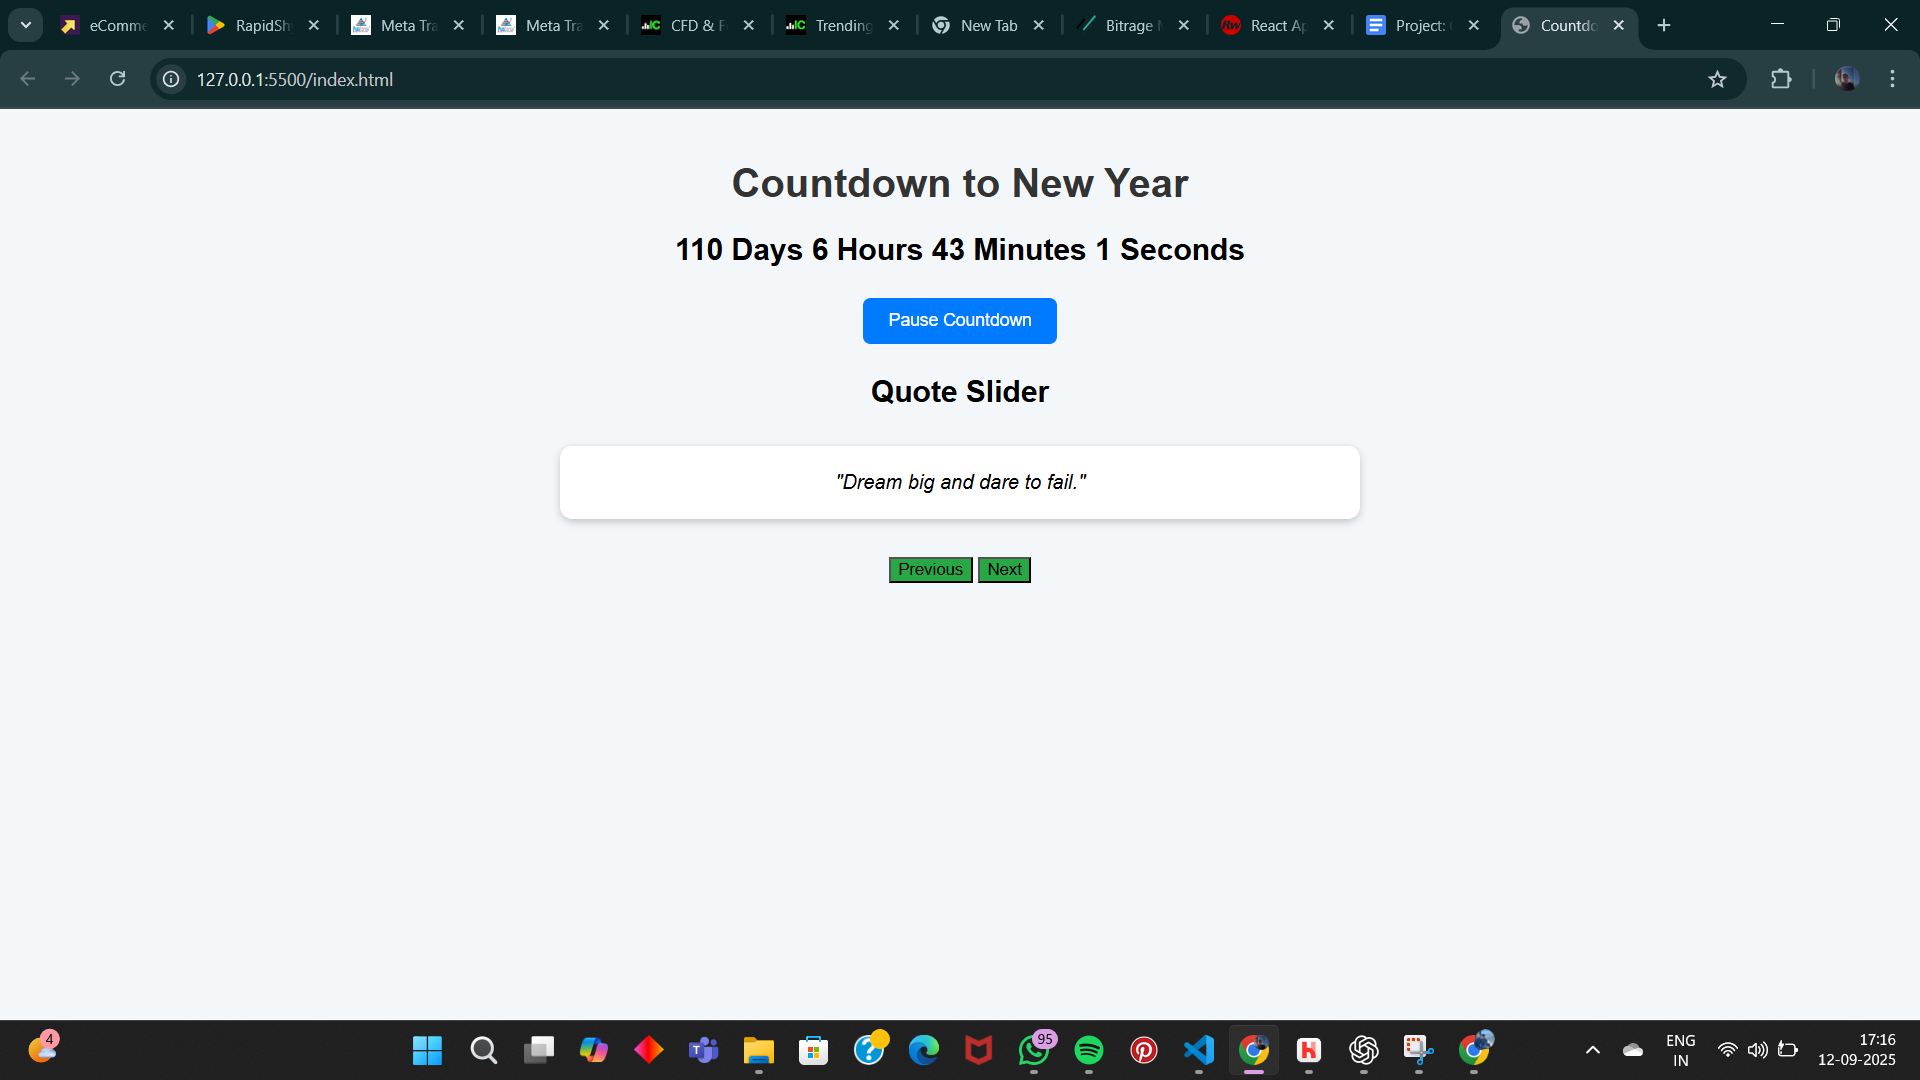 eComme
RapidSh
Meta Tra
Meta Tra
CFD & F
Trending
New Tab
Bitrage
React Ap
Project:
Countdo
127.0.0.1:5500/index.html
Countdown to New Year
110 Days 6 Hours 43 Minutes 1 Seconds
Pause Countdown
Quote Slider
"Dream big and dare to fail."
Previous
Next
4
95
ENG
IN
17:16
12-09-2025